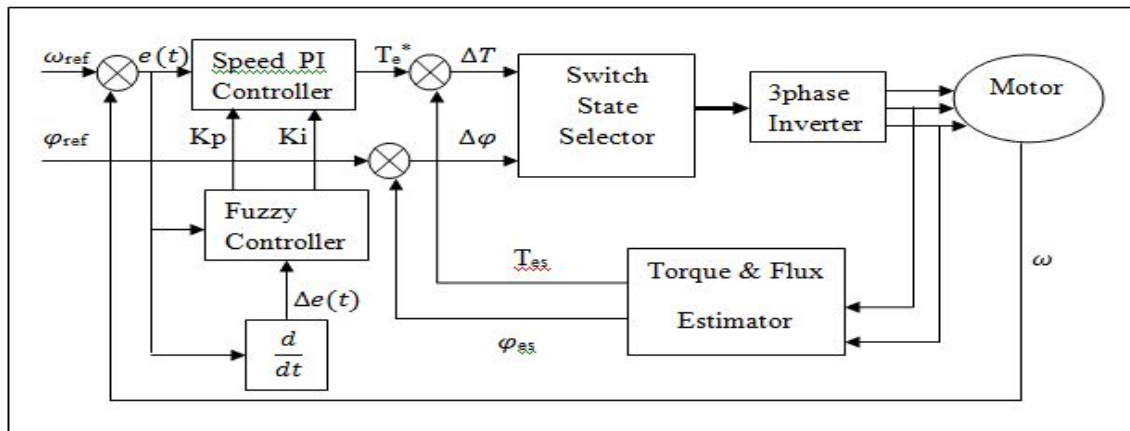 ωref
e(t)
Speed PI
Controller
Te*
ΔT
Switch
State
Selector
3phase
Inverter
Motor
φref
Kp
Ki
Δφ
Fuzzy
Controller
Tes
Torque & Flux
Estimator
ω
Δe(t)
φes
d
dt